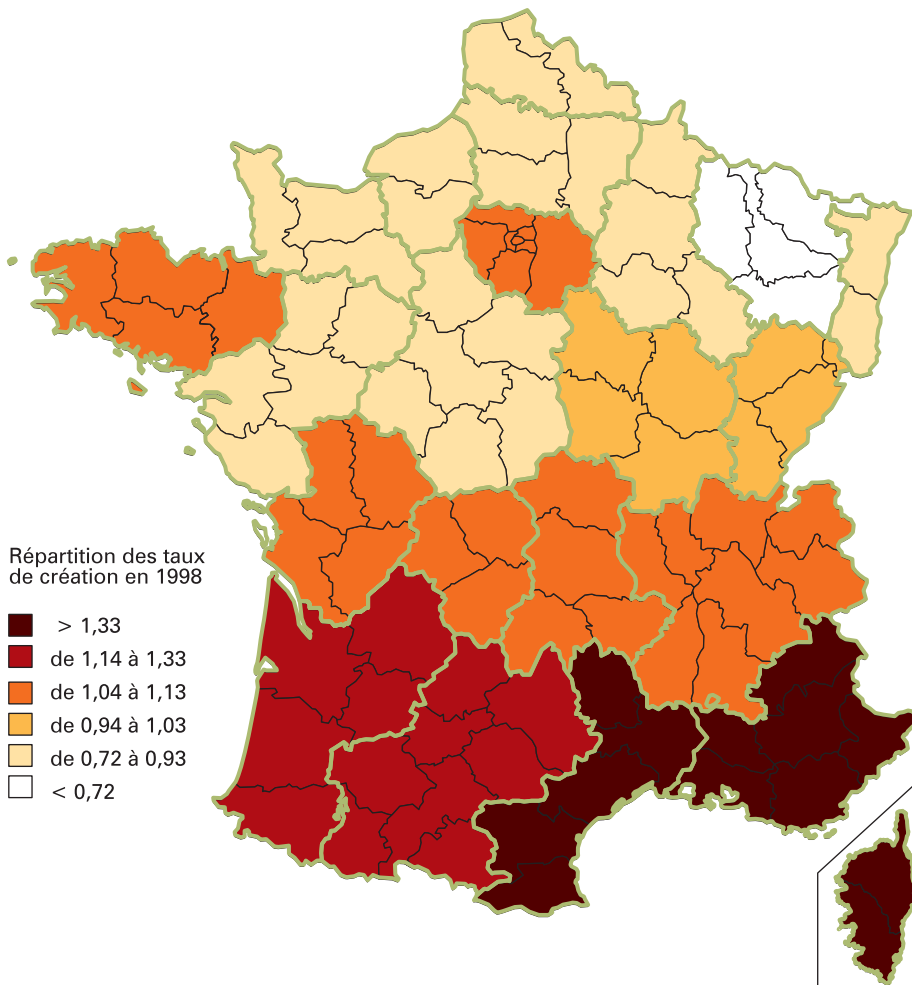 Répartition des taux
de création en 1998
> 1,33
de 1,14 à 1,33
de 1,04 à 1,13
de 0,94 à 1,03
de 0,72 à 0,93
< 0,72